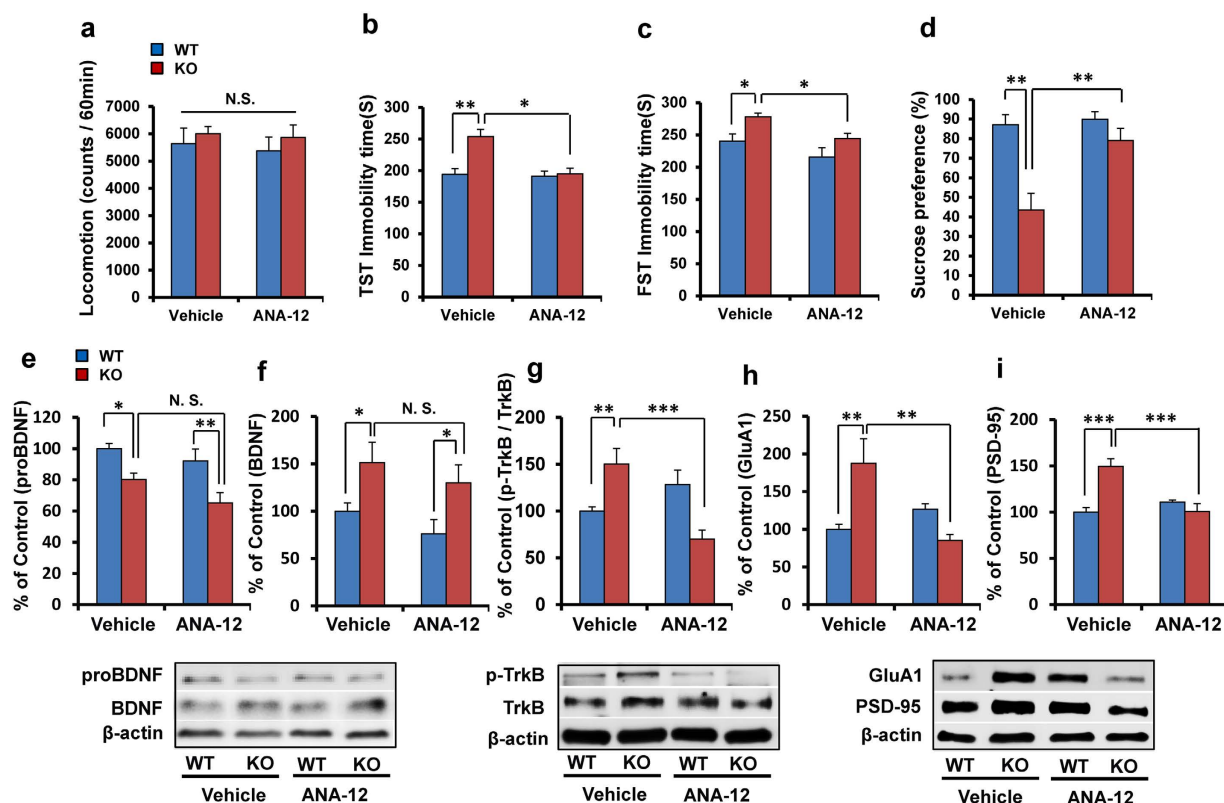 a
WT
KO
N.S.
Locomotion (counts / 60min)
7000
6000
5000
4000
3000
2000
1000
0
Vehicle ANA-12
b
** *
TST Immobility time(S)
300
250
200
150
100
50
0
Vehicle ANA-12
c
* *
FST Immobility time(S)
300
250
200
150
100
50
0
Vehicle ANA-12
d
** **
Sucrose preference (%)
100
90
80
70
60
50
40
30
20
10
0
Vehicle ANA-12
e
WT
KO
* N. S. **
% of Control (proBDNF)
120
100
80
60
40
20
0
Vehicle ANA-12
f
* N. S. *
% of Control (BDNF)
200
150
100
50
0
Vehicle ANA-12
g
** ***
% of Control (p-TrkB / TrkB)
200
150
100
50
0
Vehicle ANA-12
h
** **
% of Control (GluA1)
250
200
150
100
50
0
Vehicle ANA-12
i
*** ***
% of Control (PSD-95)
200
150
100
50
0
Vehicle ANA-12
proBDNF
BDNF
β-actin
WT KO WT KO
Vehicle ANA-12
p-TrkB
TrkB
β-actin
WT KO WT KO
Vehicle ANA-12
GluA1
PSD-95
β-actin
WT KO WT KO
Vehicle ANA-12